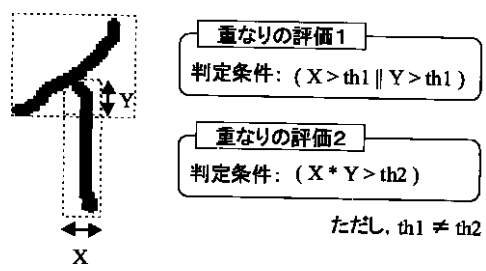 重なりの評価1
判定条件: ( X > th1 || Y > th1 )
Y
重なりの評価2
判定条件: ( X * Y > th2 )
ただし, th1 ≠ th2
X